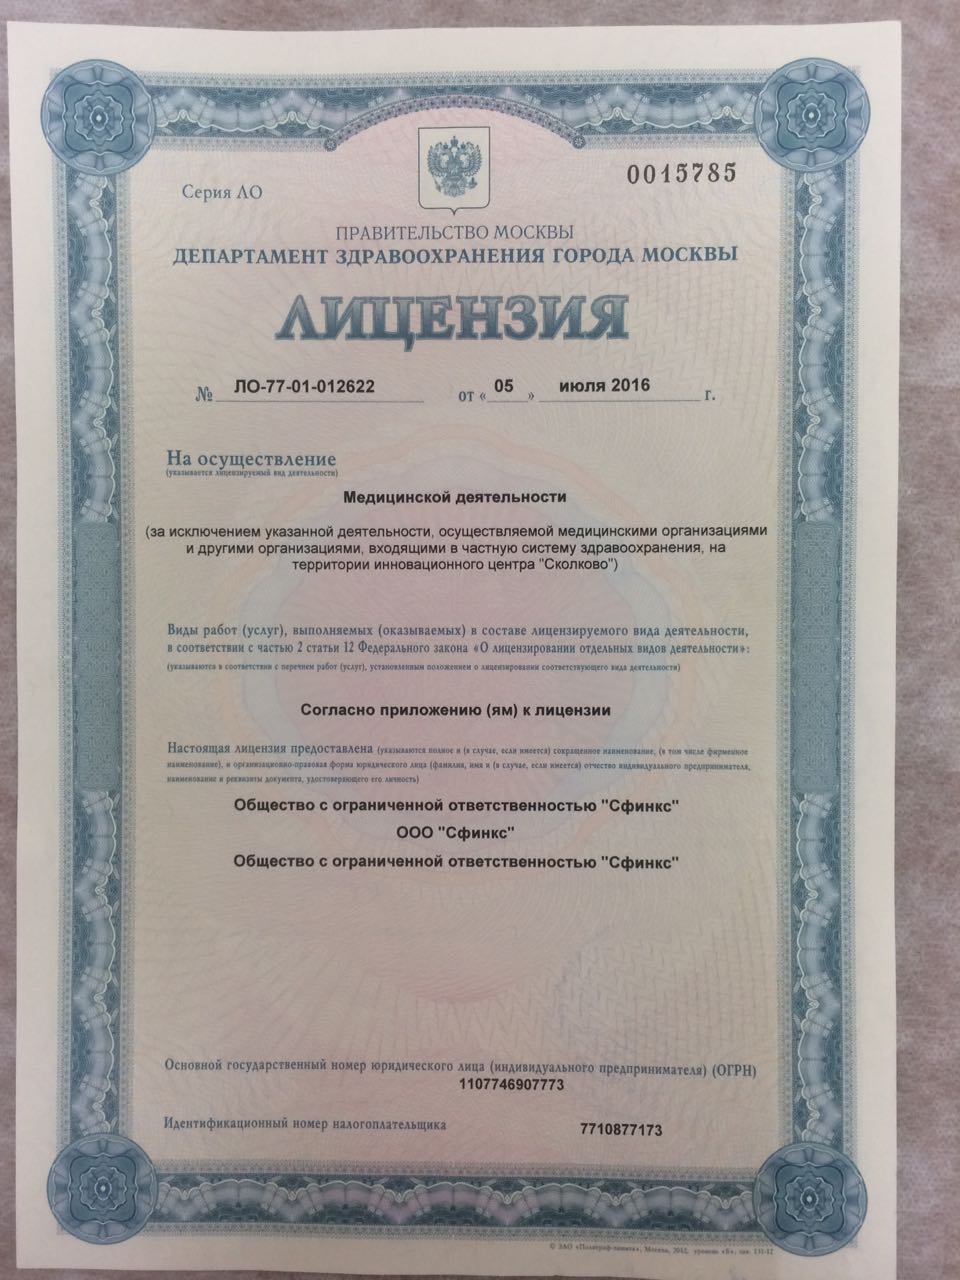 Серия ЛО
0015785
ПРАВИТЕЛЬСТВО МОСКВЫ
ДЕПАРТАМЕНТ ЗДРАВООХРАНЕНИЯ ГОРОДА МОСКВЫ
ЛИЦЕНЗИЯ
№ ЛО-77-01-012622 от «05» июля 2016 г.
На осуществление
(указывается лицензируемый вид деятельности)
Медицинской деятельности
(за исключением указанной деятельности, осуществляемой медицинскими организациями
и другими организациями, входящими в частную систему здравоохранения, на
территории инновационного центра "Сколково")
Виды работ (услуг), выполняемых (оказываемых) в составе лицензируемого вида деятельности,
в соответствии с частью 2 статьи 12 Федерального закона «О лицензировании отдельных видов деятельности»:
(указываются в соответствии с перечнем работ (услуг), установленным положением о лицензировании соответствующего вида деятельности)
Согласно приложению (ям) к лицензии
Настоящая лицензия предоставлена (указываются полное и (в случае, если имеется) сокращенное наименование, (в том числе фирменное
наименование), и организационно-правовая форма юридического лица (фамилия, имя и (в случае, если имеется) отчество индивидуального предпринимателя,
наименование и реквизиты документа, удостоверяющего его личность)
Общество с ограниченной ответственностью "Сфинкс"
ООО "Сфинкс"
Общество с ограниченной ответственностью "Сфинкс"
Основной государственный номер юридического лица (индивидуального предпринимателя) (ОГРН)
1107746907773
Идентификационный номер налогоплательщика 7710877173
© ЗАО «Полиграф-защита», Москва, 2012, уровень «Б», зак. 131-12